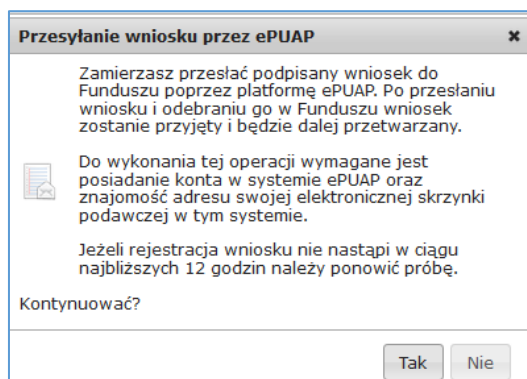 Przesyłanie wniosku przez ePUAP
Zamierzasz przesłać podpisany wniosek do
Funduszu poprzez platformę ePUAP. Po przesłaniu
wniosku i odebraniu go w Funduszu wniosek
zostanie przyjęty i będzie dalej przetwarzany.
Do wykonania tej operacji wymagane jest
posiadanie konta w systemie ePUAP oraz
znajomość adresu swojej elektronicznej skrzynki
podawczej w tym systemie.
Jeżeli rejestracja wniosku nie nastąpi w ciągu
najbliższych 12 godzin należy ponowić próbę.
Kontynuować?
Tak Nie